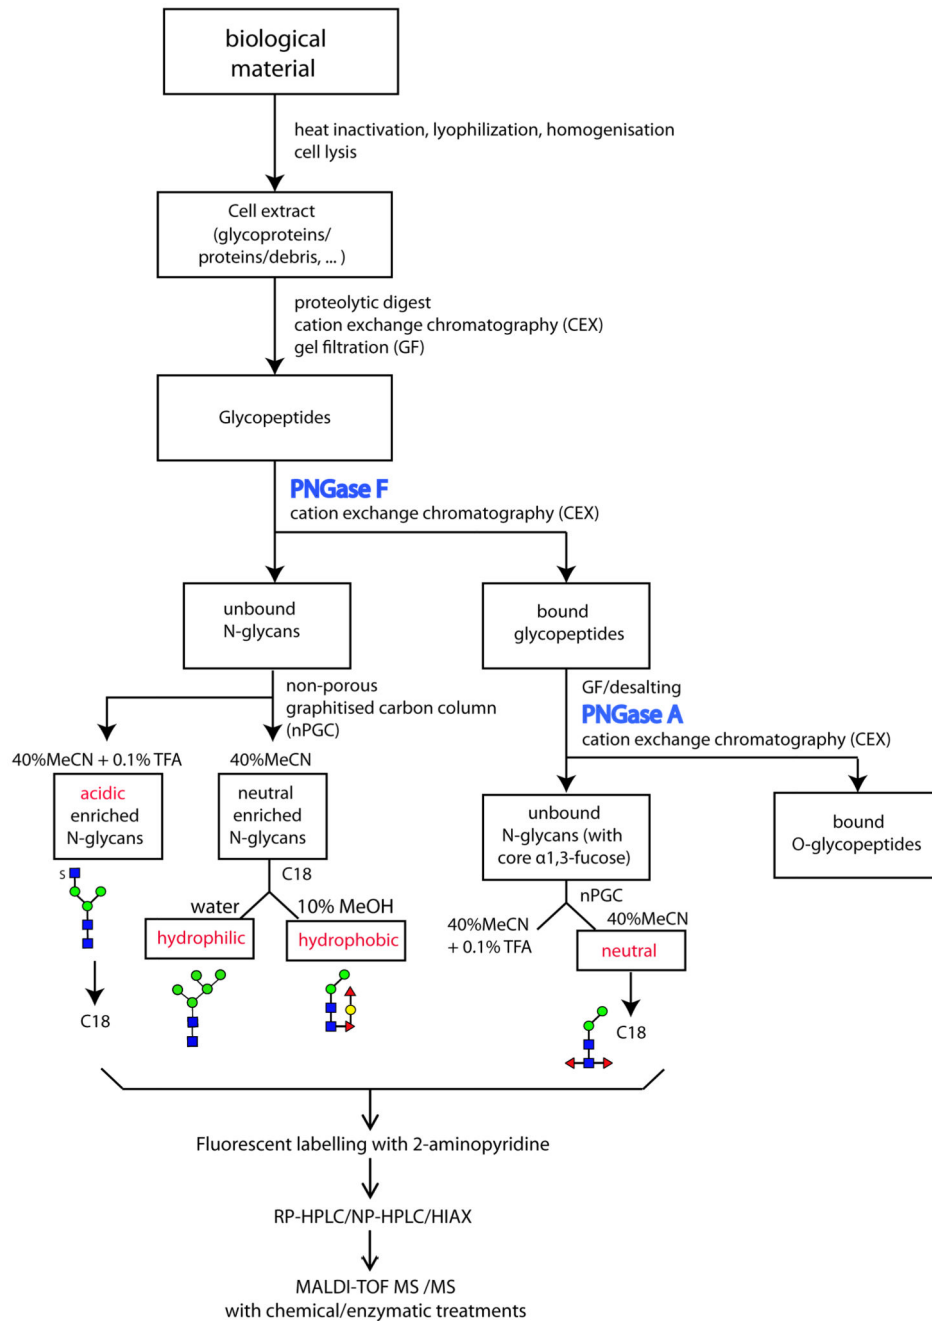 biological
material
heat inactivation, lyophilization, homogenisation
cell lysis
Cell extract
(glycoproteins/
proteins/debris, ... )
proteolytic digest
cation exchange chromatography (CEX)
gel filtration (GF)
Glycopeptides
PNGase F
cation exchange chromatography (CEX)
unbound
N-glycans
bound
glycopeptides
non-porous
graphitised carbon column
(nPGC)
GF/desalting
PNGase A
cation exchange chromatography (CEX)
40%MeCN + 0.1% TFA
acidic
enriched
N-glycans
40%MeCN
neutral
enriched
N-glycans
unbound
N-glycans (with
core α1,3-fucose)
bound
O-glycopeptides
S
C18
water
10% MeOH
hydrophilic
hydrophobic
nPGC
40%MeCN
+ 0.1% TFA
40%MeCN
neutral
C18
C18
Fluorescent labelling with 2-aminopyridine
RP-HPLC/NP-HPLC/HIAX
MALDI-TOF MS /MS
with chemical/enzymatic treatments